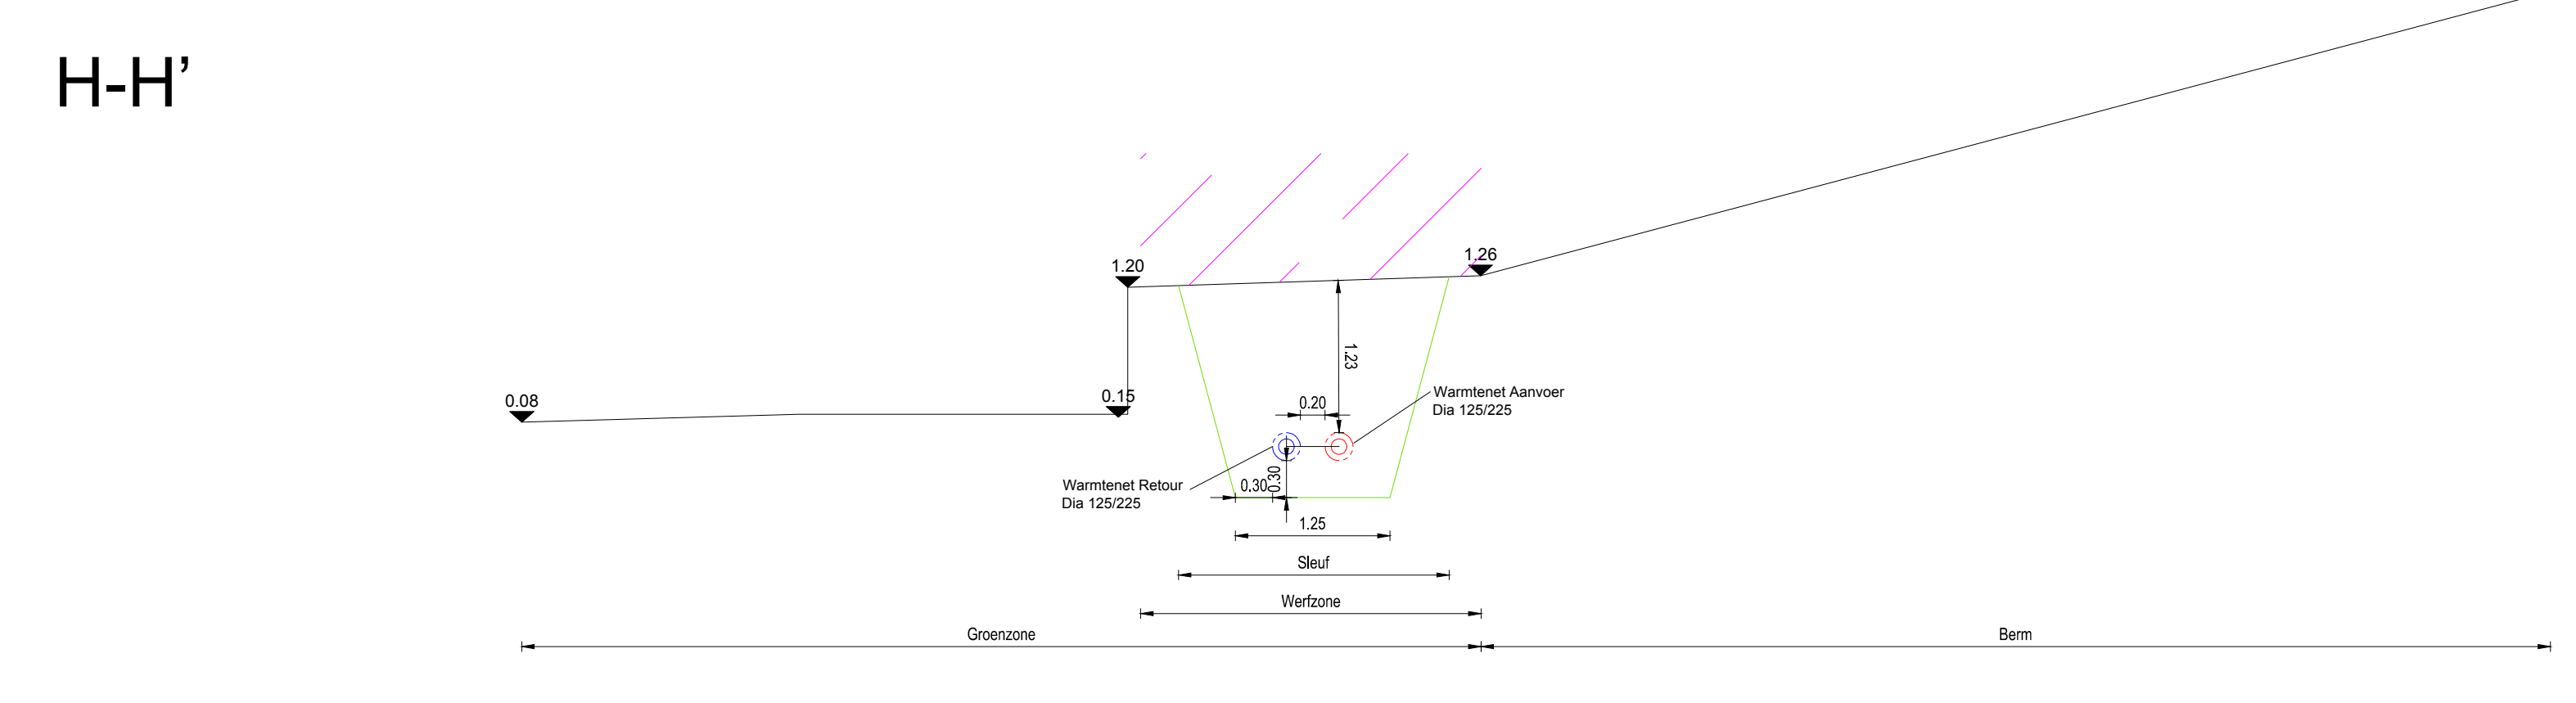 H-H’
1.26
1.20
1.23
Warmtenet Aanvoer
Dia 125/225
0.15
0.08
0.20
Warmtenet Retour
Dia 125/225
0.30
0.30
1.25
Sleuf
Werfzone
Groenzone
Berm